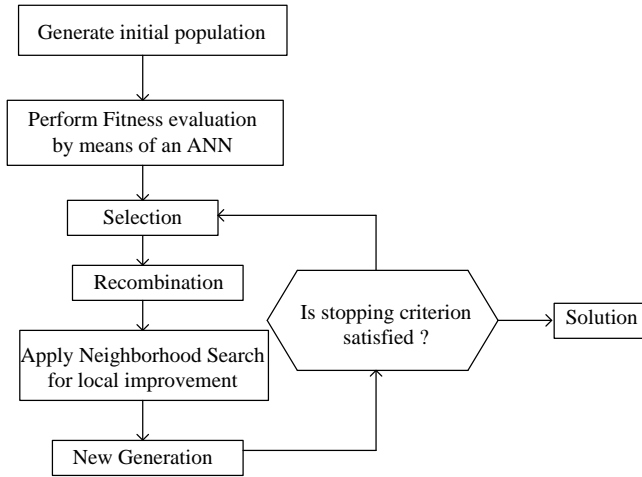 Generate initial population
Perform Fitness evaluation
by means of an ANN
Selection
Recombination
Apply Neighborhood Search
for local improvement
New Generation
Is stopping criterion
satisfied ?
Solution